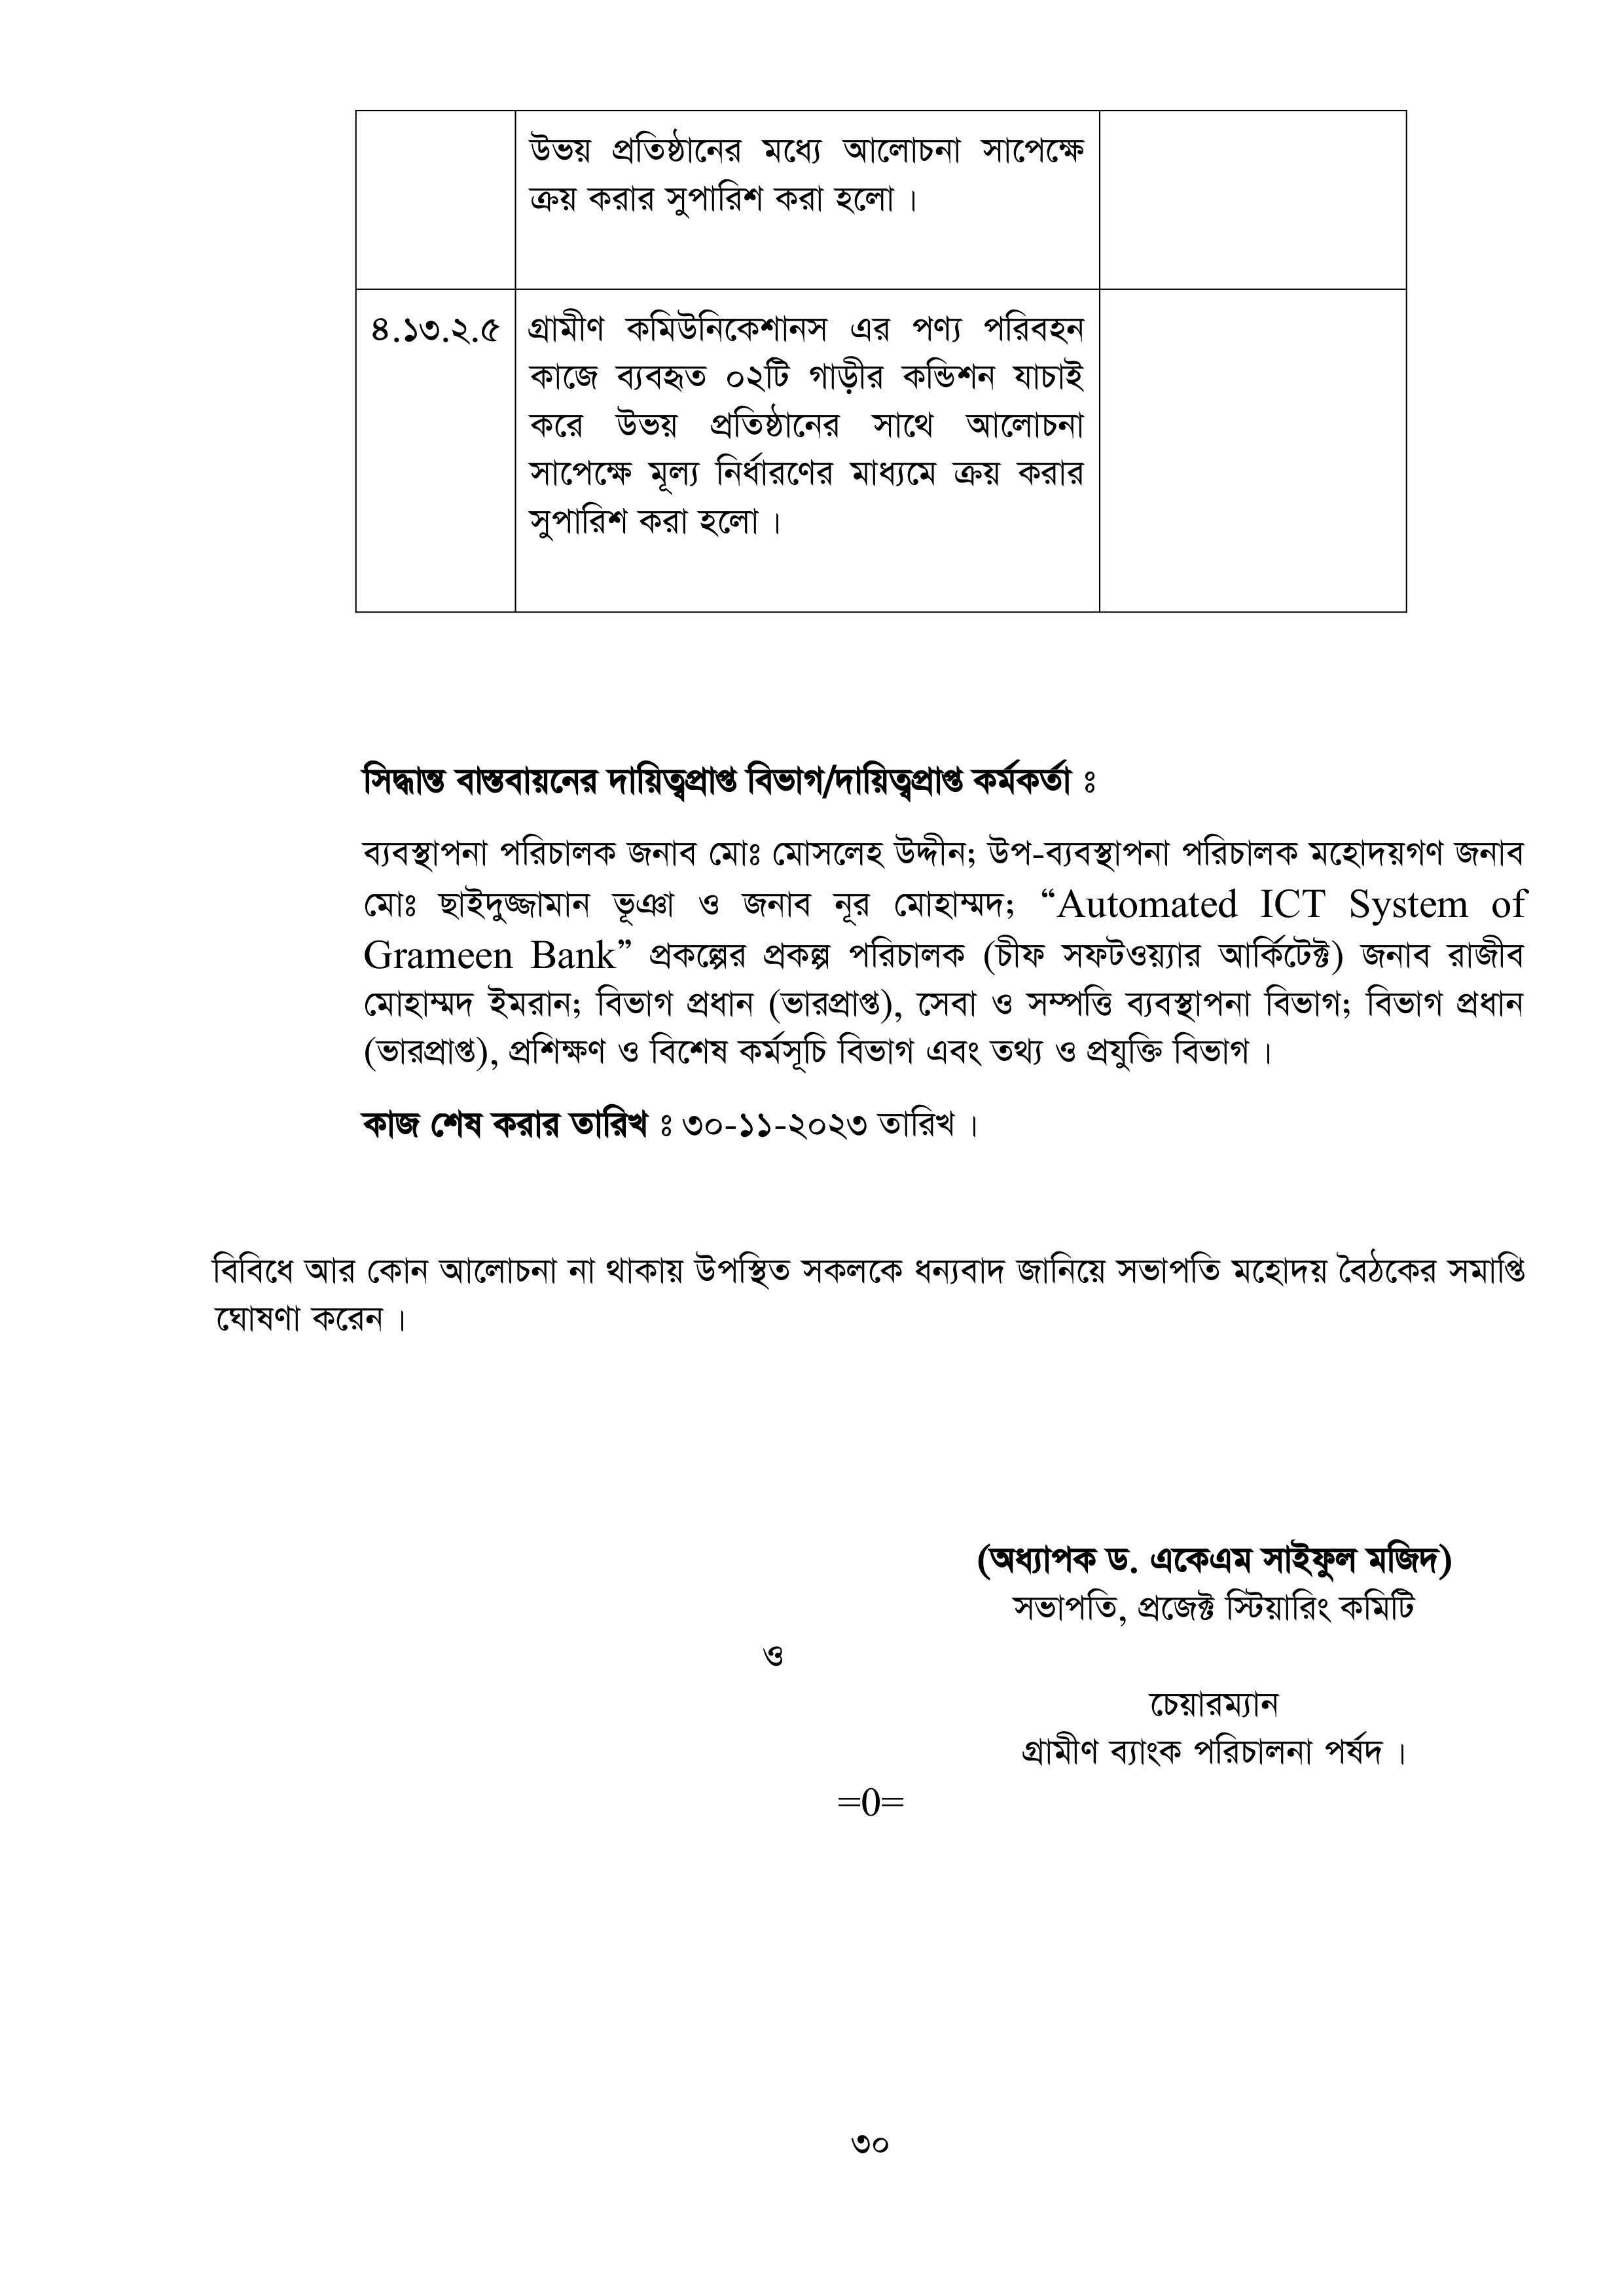 উভয় প্রতিষ্ঠানের মধ্যে আলোচনা সাপেক্ষে
ক্রয় করার সুপারিশ করা হলো ।
৪.১৩.২.৫ গ্রামীণ কমিউনিকেশানস এর পণ্য পরিবহন
কাজে ব্যবহৃত ০২টি গাড়ীর কন্ডিশন যাচাই
করে উভয় প্রতিষ্ঠানের সাথে আলোচনা
সাপেক্ষে মূল্য নির্ধারণের মাধ্যমে ক্রয় করার
সুপারিশ করা হলো ।
সিদ্ধান্ত বাস্তবায়নের দায়িত্বপ্রাপ্ত বিভাগ/দায়িত্বপ্রাপ্ত কর্মকর্তা ঃ
ব্যবস্থাপনা পরিচালক জনাব মোঃ মোসলেহ উদ্দীন; উপ-ব্যবস্থাপনা পরিচালক মহোদয়গণ জনাব
মোঃ ছাইদুজ্জামান ভূঞা ও জনাব নূর মোহাম্মদ; “Automated ICT System of
Grameen Bank” প্রকল্পের প্রকল্প পরিচালক (চীফ সফটওয়্যার আর্কিটেক্ট) জনাব রাজীব
মোহাম্মদ ইমরান; বিভাগ প্রধান (ভারপ্রাপ্ত), সেবা ও সম্পত্তি ব্যবস্থাপনা বিভাগ; বিভাগ প্রধান
(ভারপ্রাপ্ত), প্রশিক্ষণ ও বিশেষ কর্মসূচি বিভাগ এবং তথ্য ও প্রযুক্তি বিভাগ ।
কাজ শেষ করার তারিখ ঃ ৩০-১১-২০২৩ তারিখ ।
বিবিধে আর কোন আলোচনা না থাকায় উপস্থিত সকলকে ধন্যবাদ জানিয়ে সভাপতি মহোদয় বৈঠকের সমাপ্তি
ঘোষণা করেন ।
(অধ্যাপক ড. একেএম সাইফুল মজিদ)
সভাপতি, প্রজেক্ট স্টিয়ারিং কমিটি
ও
চেয়ারম্যান
গ্রামীণ ব্যাংক পরিচালনা পর্ষদ ।
=0=
৩০